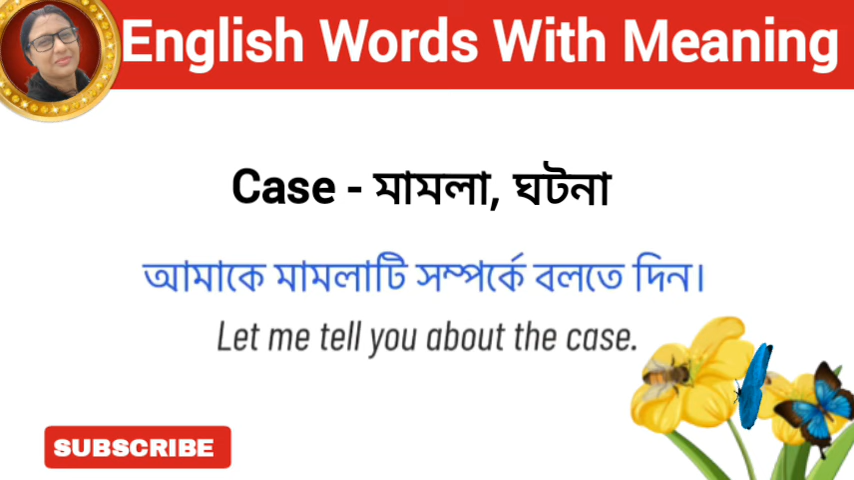 English Words With Meaning
Case - মামলা, ঘটনা
আমাকে মামলাটি সম্পর্কে বলতে দিন।
Let me tell you about the case.
SUBSCRIBE